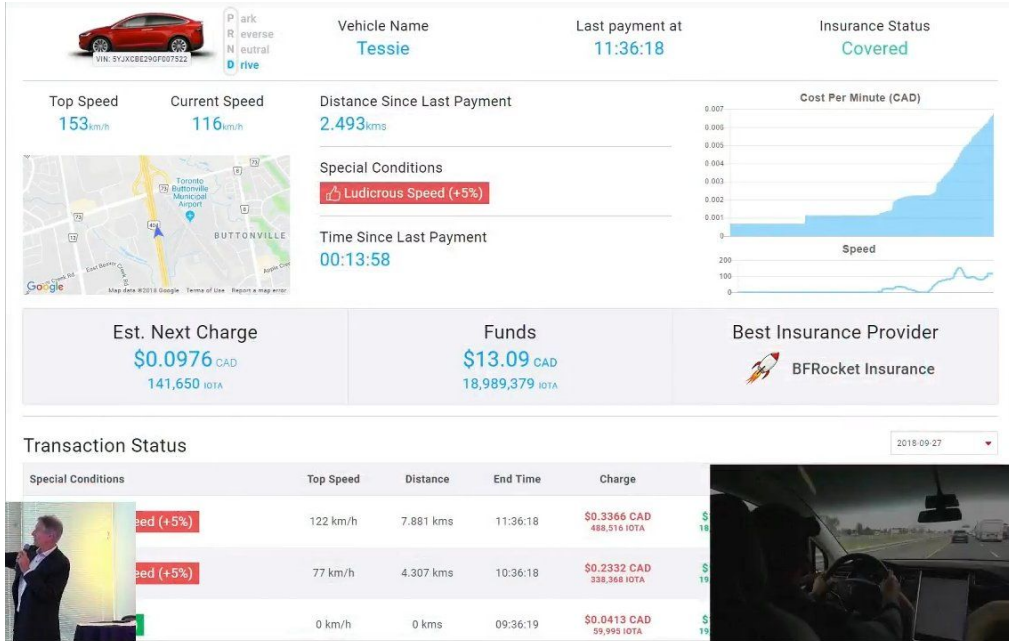 P ark
R everse
N eutral
D rive
VIN: 5YJXCBE29GF007522
Vehicle Name
Tessie
Last payment at
11:36:18
Insurance Status
Covered
Top Speed
153km/h
Current Speed
116km/h
Distance Since Last Payment
2.493kms
Special Conditions
Ludicrous Speed (+5%)
Time Since Last Payment
00:13:58
Toronto
Buttonville
Municipal
Airport
BUTTONVILLE
Google
Map data ©2018 Google Terms of Use Report a map error
Cost Per Minute (CAD)
0.007
0.006
0.005
0.004
0.003
0.002
0.001
0
Speed
200
100
0
Est. Next Charge
$0.0976 CAD
141,650 IOTA
Funds
$13.09 CAD
18,989,379 IOTA
Best Insurance Provider
BFRocket Insurance
Transaction Status
2018-09-27
Special Conditions Top Speed Distance End Time Charge
eed (+5%) 122 km/h 7.881 kms 11:36:18 $0.3366 CAD
488,516 IOTA
eed (+5%) 77 km/h 4.307 kms 10:36:18 $0.2332 CAD
338,368 IOTA
0 km/h 0 kms 09:36:19 $0.0413 CAD
59,995 IOTA